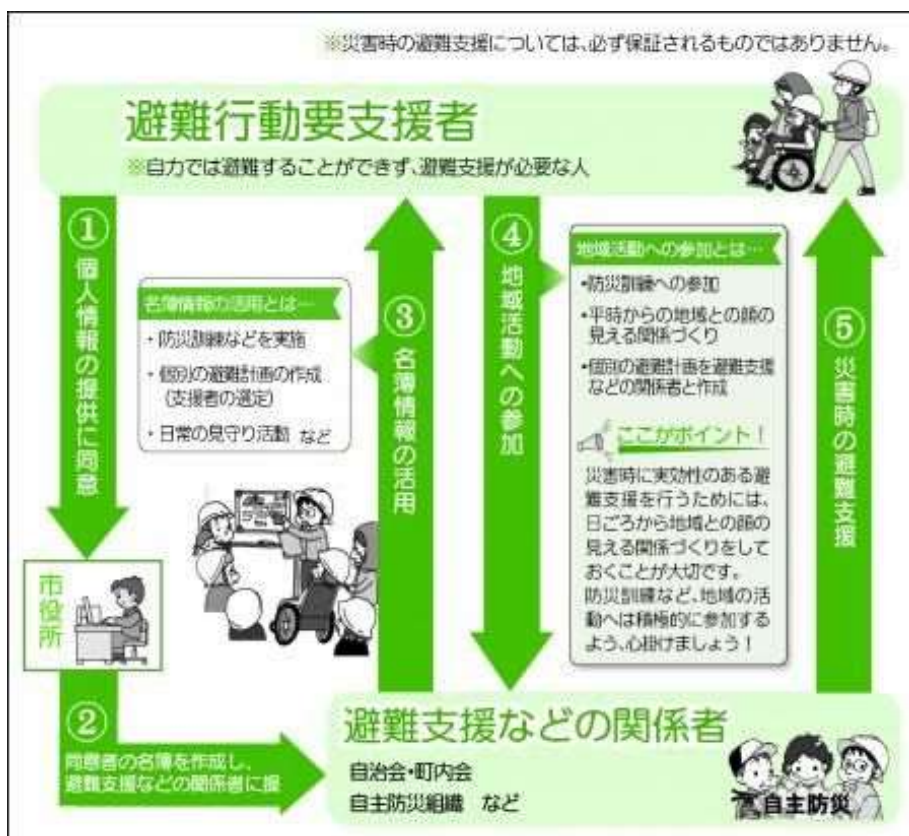 ※災害時の避難支援については、必ず保証されるものではありません。
避難行動要支援者
※自力では避難することができず、避難支援が必要な人
①個人情報の提供に同意
名簿情報の活用とは…
・防災訓練などを実施
・個別の避難計画の作成
(支援者の選定)
・日常の見守り活動 など
③名簿情報の活用
④地域活動への参加
地域活動への参加とは…
•防災訓練への参加
•平時からの地域との顔の
見える関係づくり
•個別の避難計画を避難支援
などの関係者と作成
ここがポイント!
災害時に実効性のある避
難支援を行うためには、
日ごろから地域との顔の
見える関係づくりをして
おくことが大切です。
防災訓練など、地域の活
動へは積極的に参加する
よう、心掛けましょう!
⑤災害時の避難支援
市役所
②
同意者の名簿を作成し、
避難支援などの関係者に提
避難支援などの関係者
自治会・町内会
自主防災組織 など
自主防災